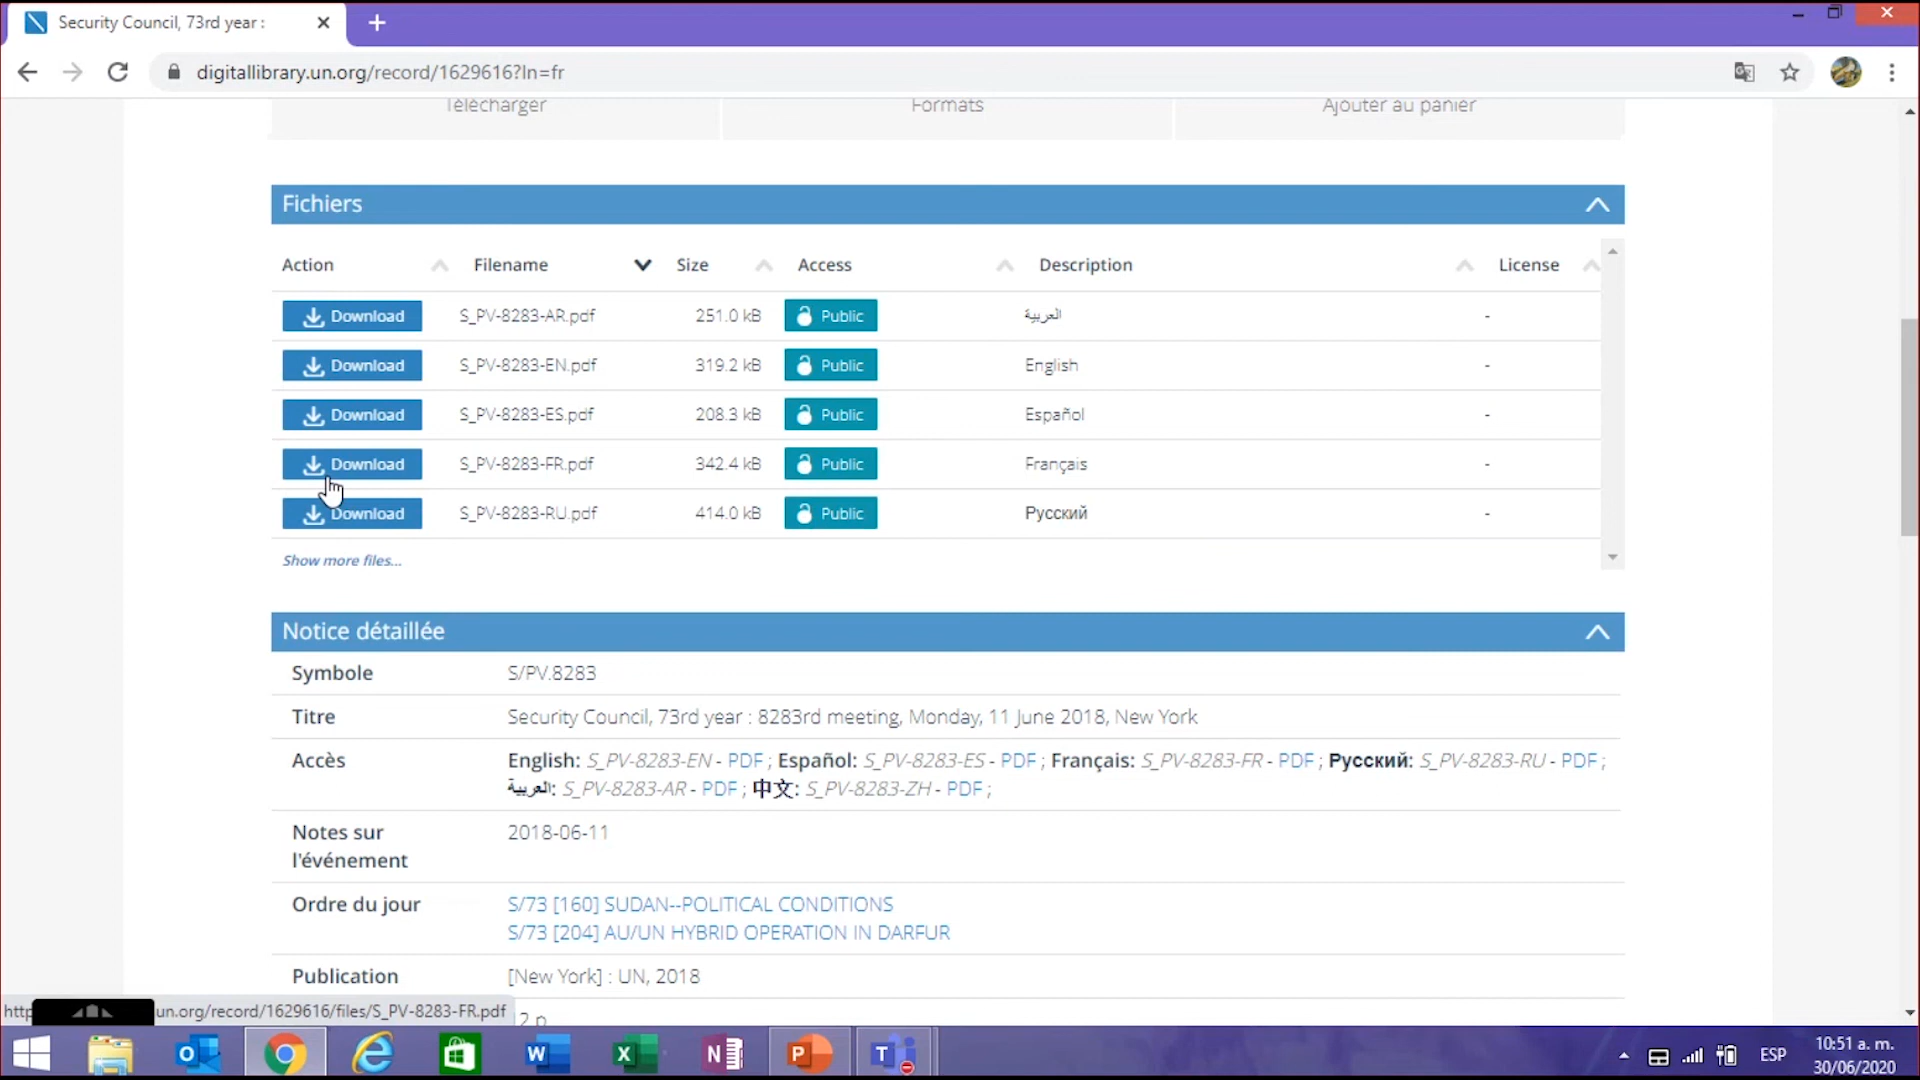 Security Council, 73rd year :
digitallibrary.un.org/record/1629616?ln=fr
Télécharger Formats Ajouter au panier
Fichiers
Action Filename Size Access Description License
Download S_PV-8283-AR.pdf 251.0 kB Public العربية -
Download S_PV-8283-EN.pdf 319.2 kB Public English -
Download S_PV-8283-ES.pdf 208.3 kB Public Español -
Download S_PV-8283-FR.pdf 342.4 kB Public Français -
Download S_PV-8283-RU.pdf 414.0 kB Public Русский -
Show more files...
Notice détaillée
Symbole S/PV.8283
Titre Security Council, 73rd year : 8283rd meeting, Monday, 11 June 2018, New York
Accès English: S_PV-8283-EN - PDF ; Español: S_PV-8283-ES - PDF ; Français: S_PV-8283-FR - PDF ; Русский: S_PV-8283-RU - PDF ;
العربية: S_PV-8283-AR - PDF ; 中文: S_PV-8283-ZH - PDF ;
Notes sur l'événement 2018-06-11
Ordre du jour S/73 [160] SUDAN--POLITICAL CONDITIONS
S/73 [204] AU/UN HYBRID OPERATION IN DARFUR
Publication [New York] : UN, 2018
un.org/record/1629616/files/S_PV-8283-FR.pdf
2 p
ESP
10:51 a. m.
30/06/2020